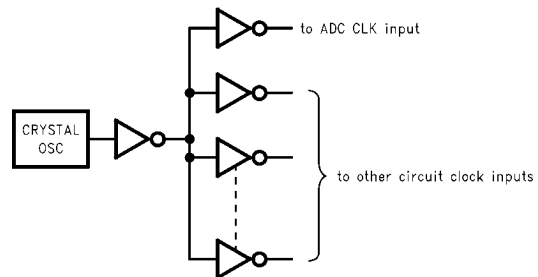 to ADC CLK input
CRYSTAL
OSC
to other circuit clock inputs